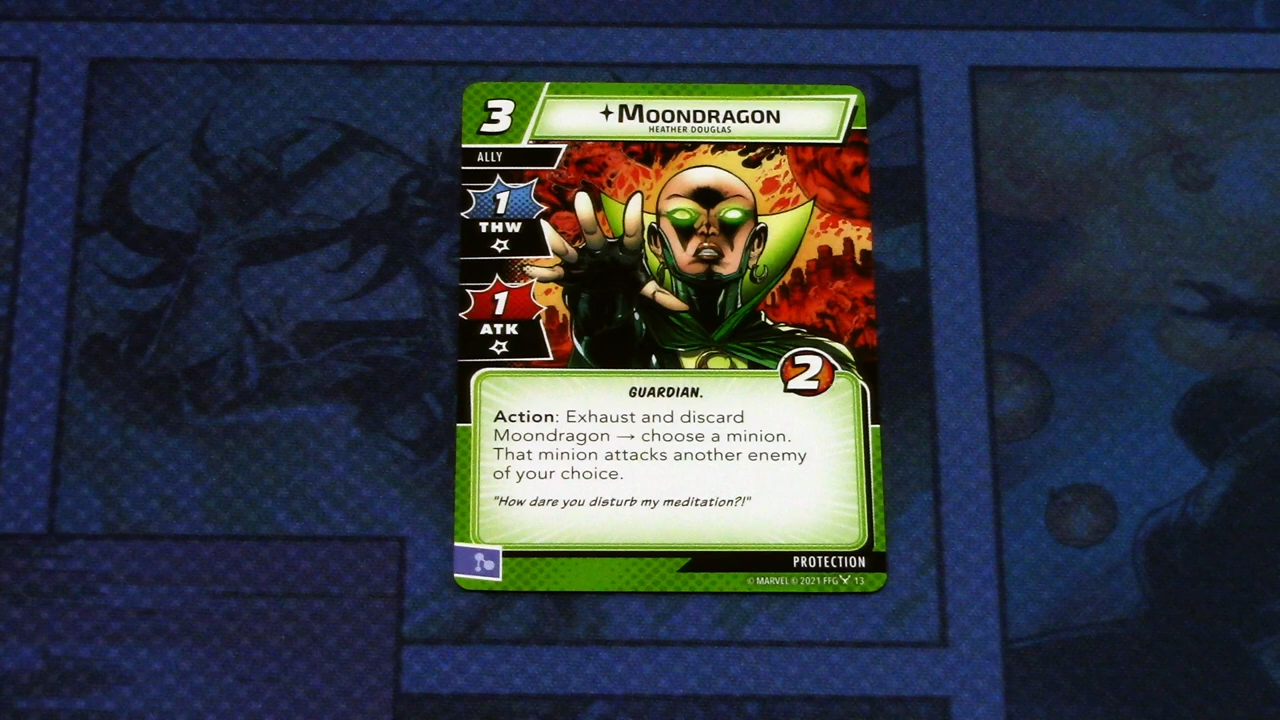 3
MOONDRAGON
HEATHER DOUGLAS
ALLY
1
THW
1
ATK
2
GUARDIAN.
Action: Exhaust and discard
Moondragon → choose a minion.
That minion attacks another enemy
of your choice.
"How dare you disturb my meditation?!"
PROTECTION
© MARVEL © 2021 FFG 13